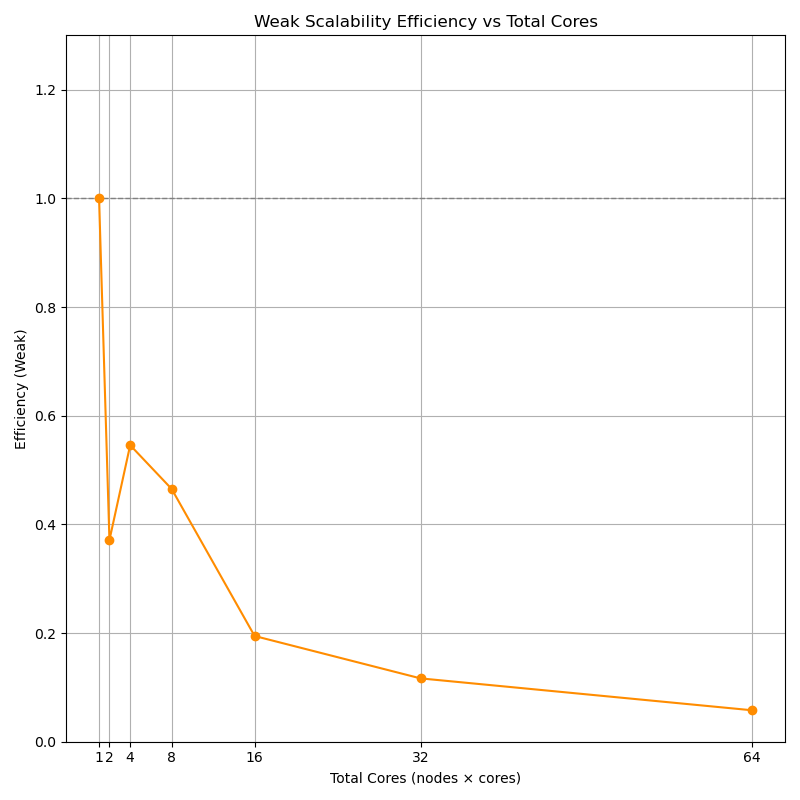 Weak Scalability Efficiency vs Total Cores
1.2
1.0
0.8
0.6
0.4
0.2
0.0
Efficiency (Weak)
1 2 4 8 16 32 64
Total Cores (nodes × cores)